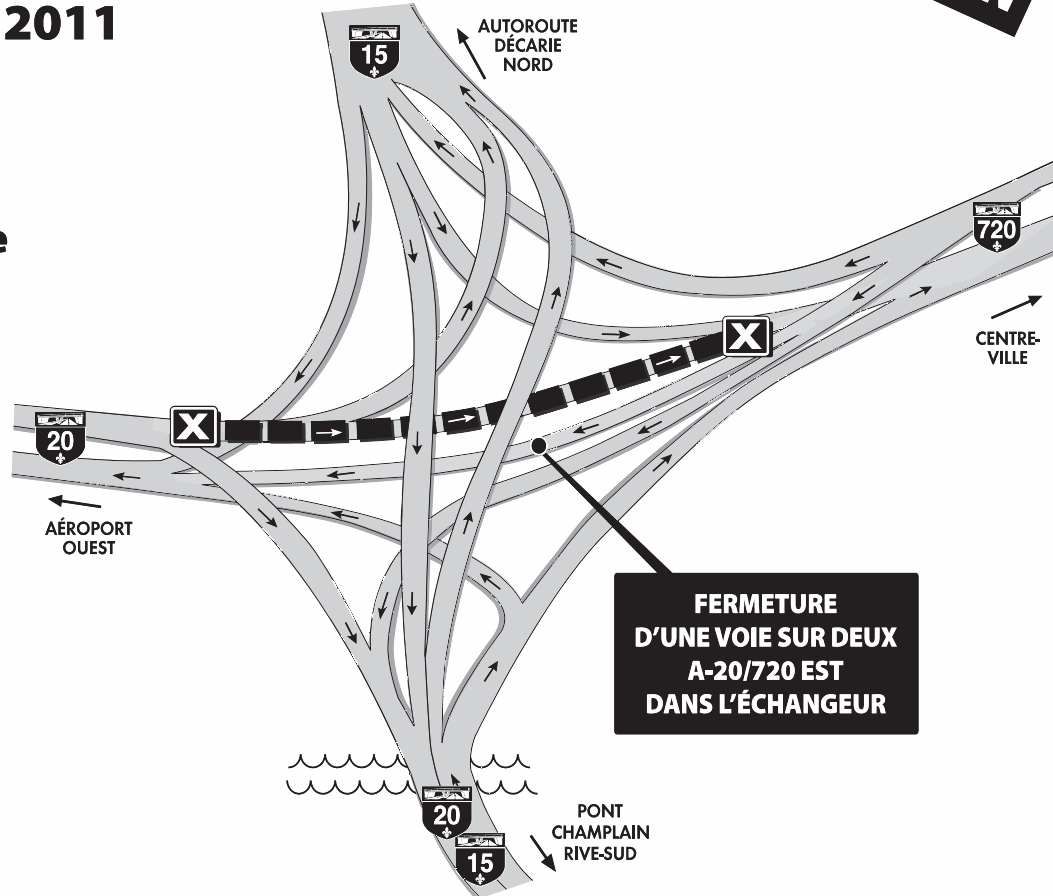 2011
15
AUTOROUTE
DÉCARIE
NORD
e
720
CENTRE-
VILLE
X
X
20
AÉROPORT
OUEST
FERMETURE
D'UNE VOIE SUR DEUX
A-20/720 EST
DANS L'ÉCHANGEUR
20
15
PONT
CHAMPLAIN
RIVE-SUD